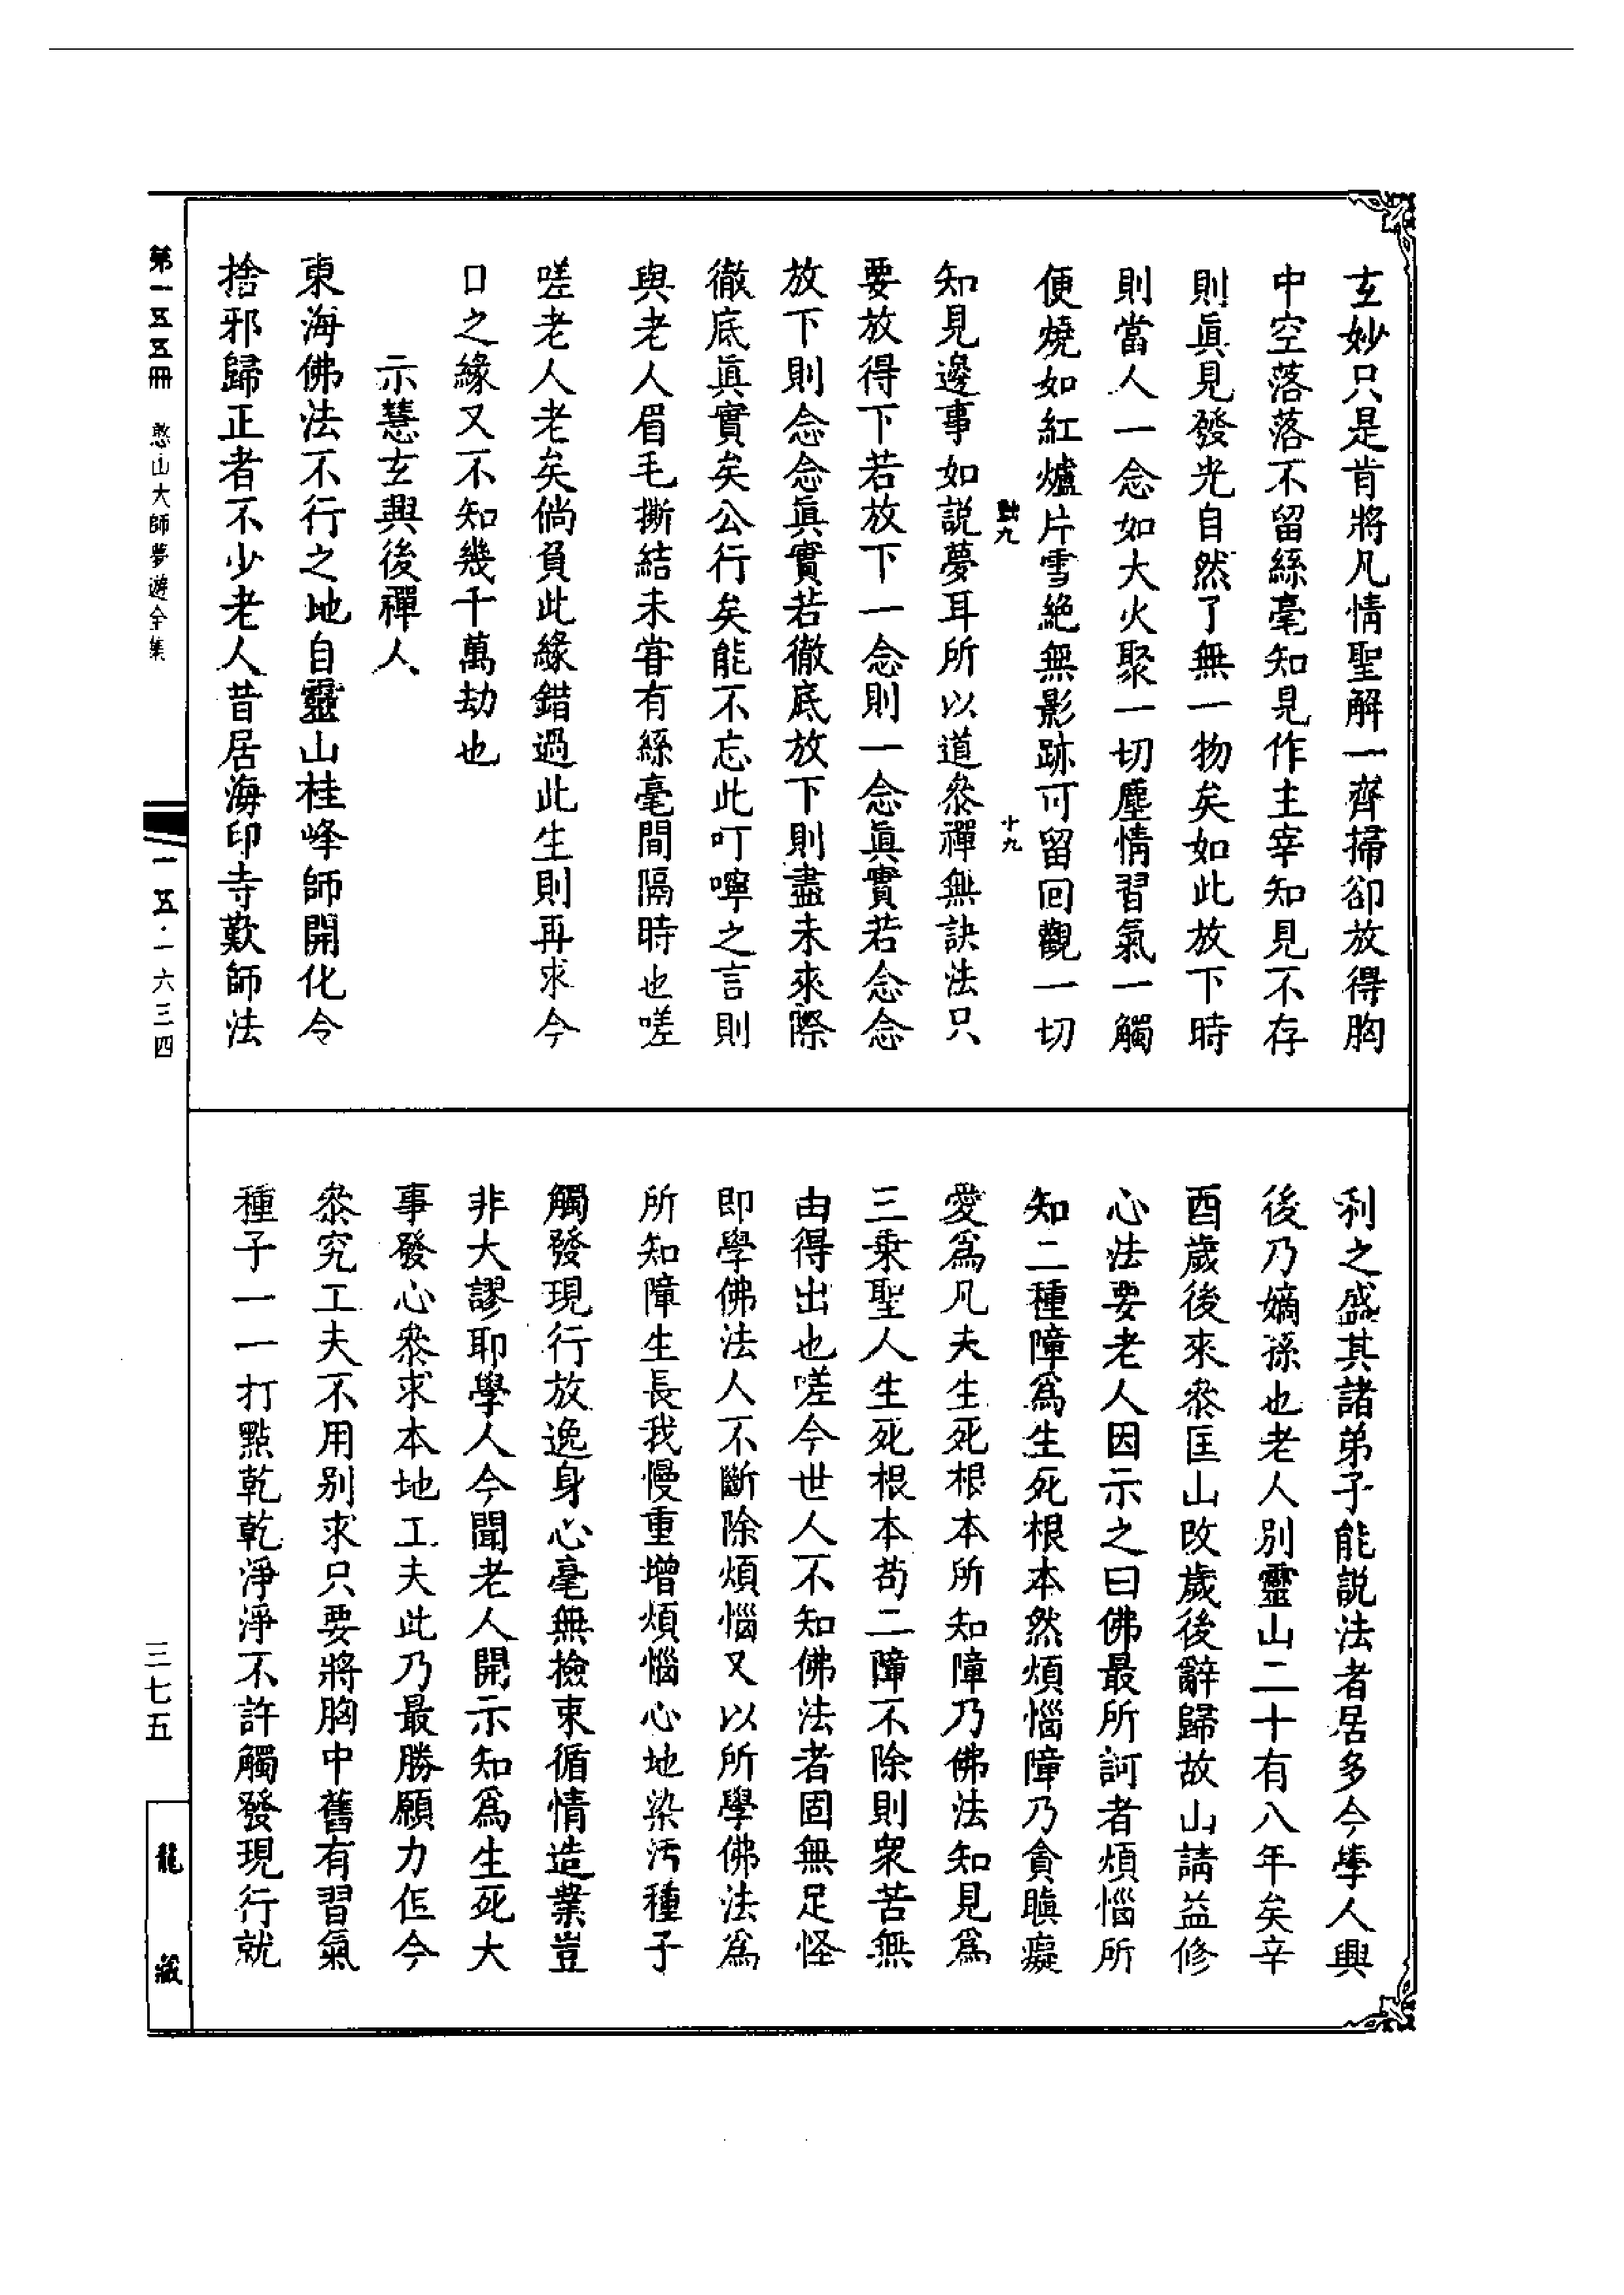 玄妙只是肯將凡情聖解一齊掃卻放得胸
中空落落不留絲毫知見作主宰知見不存
則眞見發光自然了無一物矣如此放下時
則當人一念如大火聚一切塵情習氣一觸
便燒如紅爐片雪絕無影跡可留回觀一切
九 十九
知見邊事如説夢耳所以道叅禪無訣法只
要放得下若放下一念則一念眞實若念念
放下則念念眞實若徹底放下則盡未來際
徹底眞實矣公行矣能不忘此叮嚀之言則
與老人眉毛撕結未甞有絲毫間隔時也嗟
嗟老人老矣倘負此緣錯過此生則再求今
口之緣又不知幾千萬劫也
示慧玄興後禪人
東海佛法不行之地自靈山桂峰師開化令
捨邪歸正者不少老人昔居海印寺歎師法
利之盛其諸弟子能説法者居多今學人興
後乃嫡孫也老人別靈山二十有八年矣辛
酉歲後來叅匡山改歲後辭歸故山請益修
心法要老人因示之曰佛最所訶者煩惱所
知二種障爲生死根本然煩惱障乃貪瞋癡
愛爲凡夫生死根本所知障乃佛法知見爲
三乘聖人生死根本苟二障不除則衆苦無
由得出也嗟今世人不知佛法者固無足怪
即學佛法人不斷除煩惱又以所學佛法爲
所知障生長我慢重增煩惱心地染汚種子
觸發現行放逸身心毫無撿束循情造業豈
非大謬耶學人今聞老人開示知爲生死大
事發心叅求本地工夫此乃最勝願力但今
叅究工夫不用別求只要將胸中舊有習氣
種子一一打點乾乾淨淨不許觸發現行就
第一五五冊 憨山大師夢遊全集
一五·一六三四
三七五
龍藏